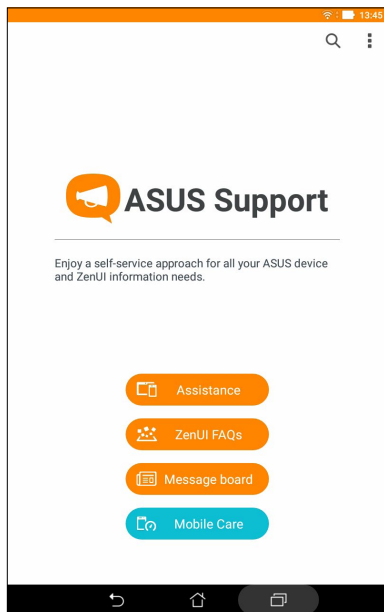 13:45
ASUS Support
Enjoy a self-service approach for all your ASUS device
and ZenUI information needs.
Assistance
ZenUI FAQs
Message board
Mobile Care